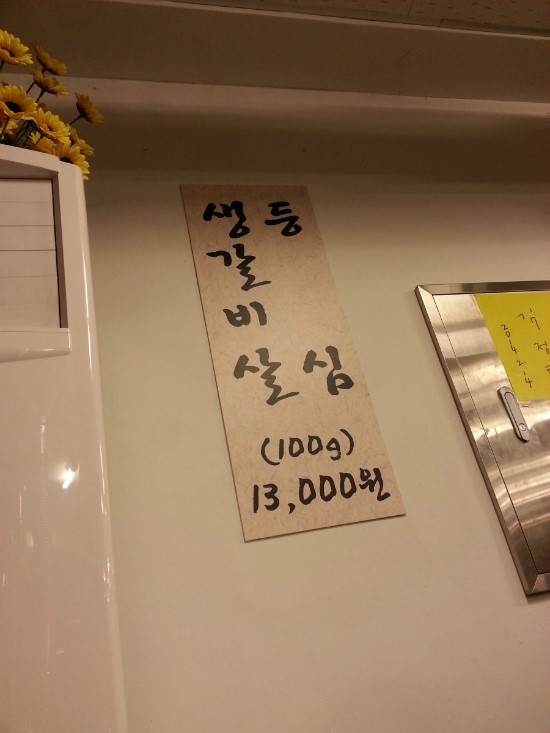 생등
갈
비
살심
(100g)
13,000원